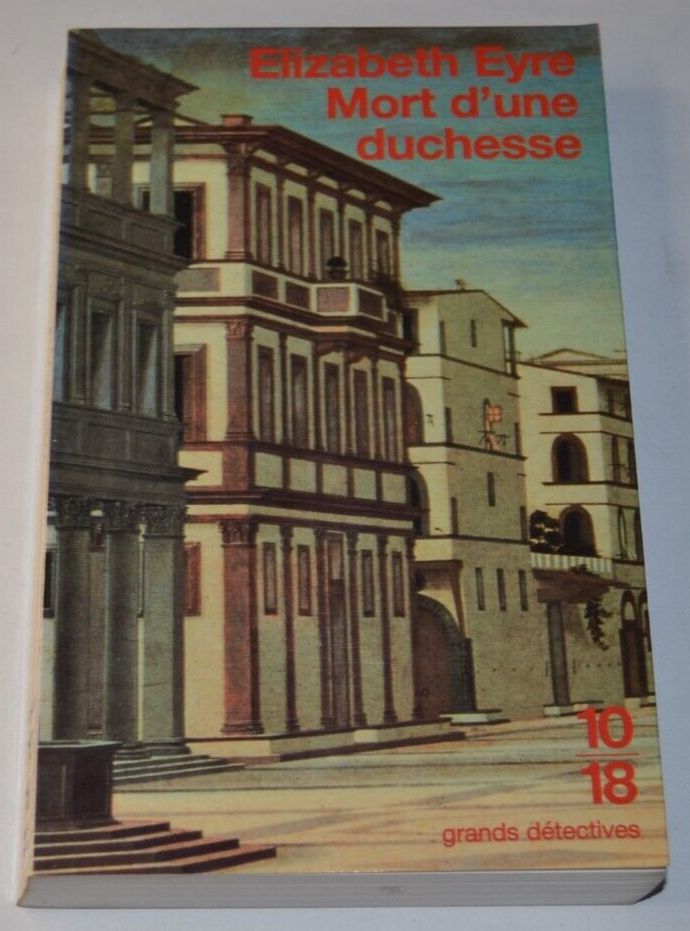 Elizabeth Eyre
Mort d'une
duchesse
10
18
grands détectives